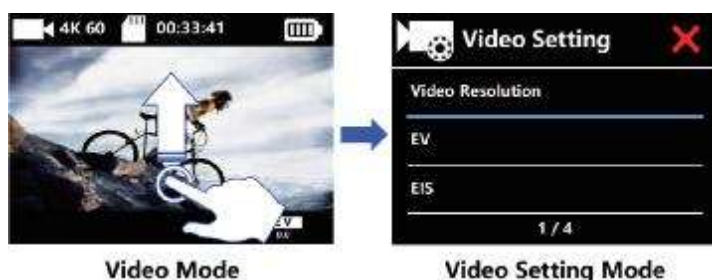 4K 60 00:33:41
EV
0.0
Video Mode
Video Setting
Video Resolution
EV
EIS
1 / 4
Video Setting Mode